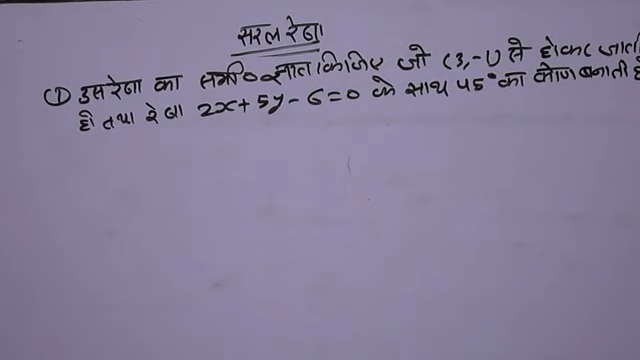 सरल रेखा
① उस रेखा का समी० ज्ञात किजिए जो (3,-1) से होकर जाती
हो तथा रेखा 2x+5y-6=0 के साथ 45° का कोण बनाती है